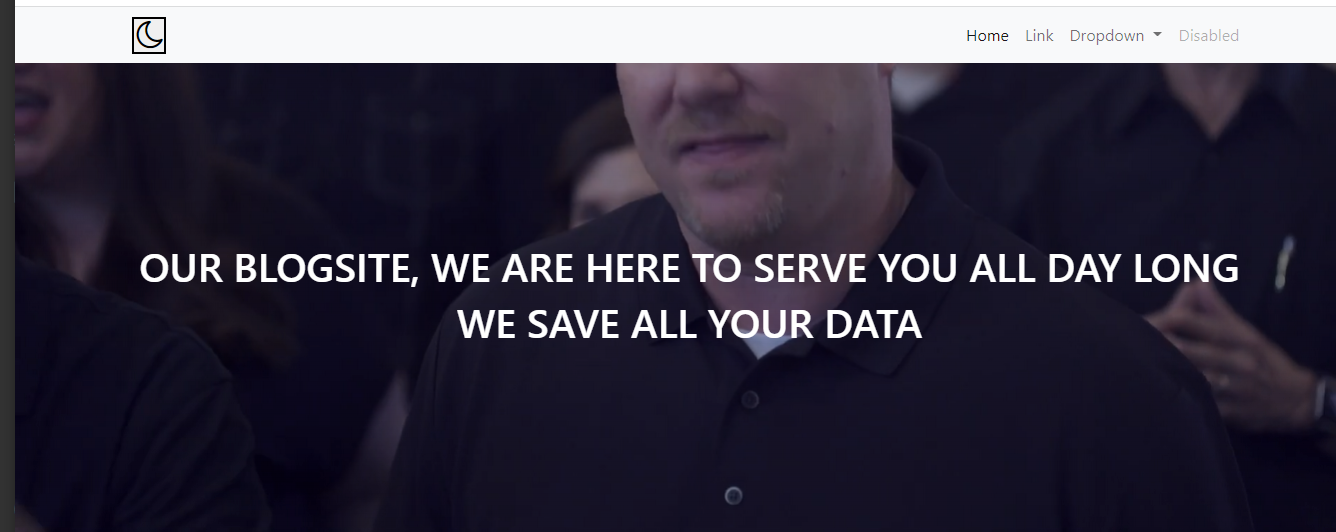 Home Link Dropdown Disabled
OUR BLOGSITE, WE ARE HERE TO SERVE YOU ALL DAY LONG
WE SAVE ALL YOUR DATA